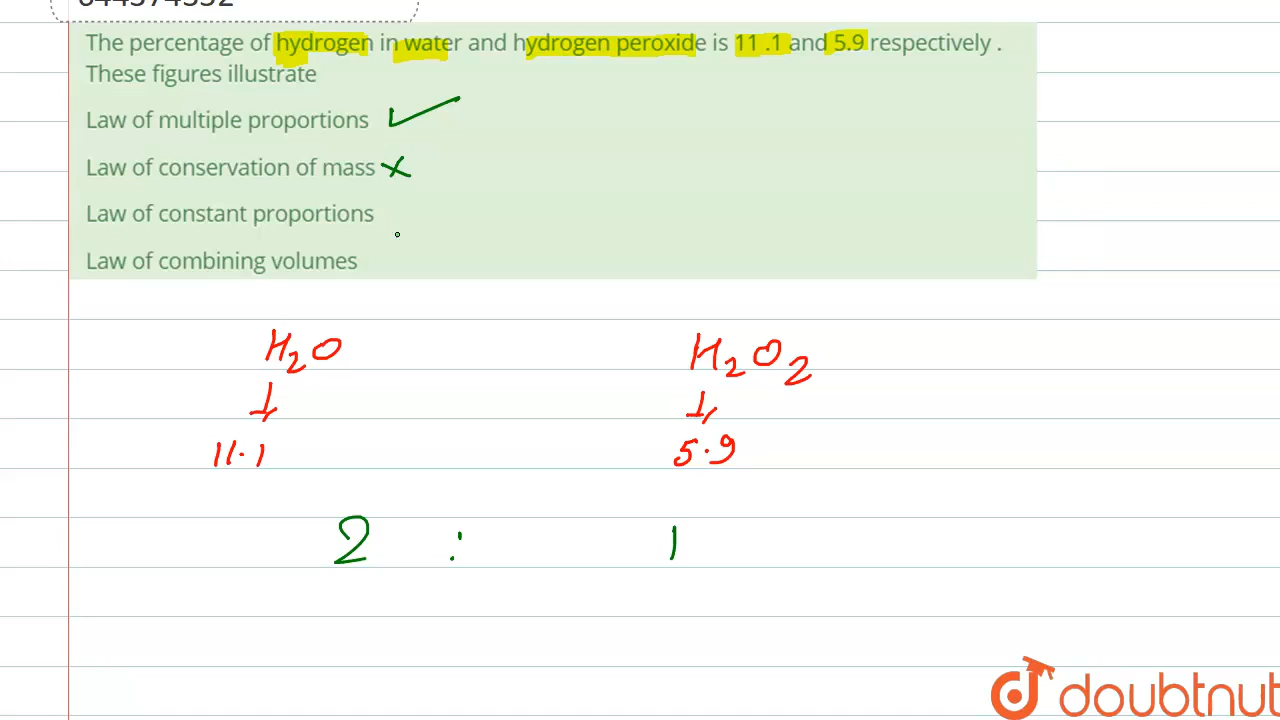 The percentage of hydrogen in water and hydrogen peroxide is 11 .1 and 5.9 respectively .
These figures illustrate
Law of multiple proportions
Law of conservation of mass
Law of constant proportions
Law of combining volumes
H2O H2O2
11.1 5.9
2 : 1
doubtnut